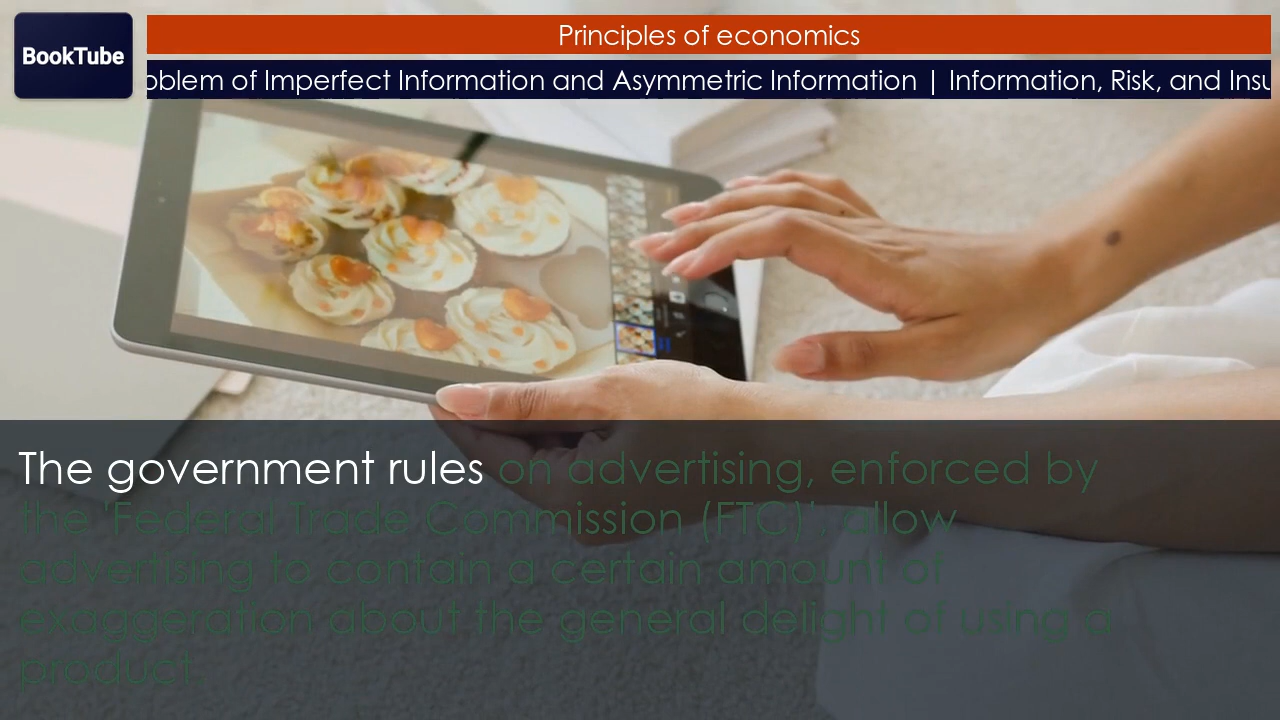 BookTube
Principles of economics
oblem of Imperfect Information and Asymmetric Information | Information, Risk, and Insu
The government rules on advertising, enforced by
the 'Federal Trade Commission (FTC)', allow
advertising to contain a certain amount of
exaggeration about the general delight of using a
product.